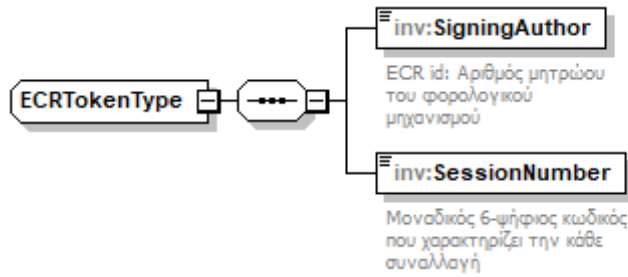 inv:SigningAuthor
ECR id: Αριθμός μητρώου
του φορολογικού
μηχανισμού
ECRTokenType
inv:SessionNumber
Μοναδικός 6-ψήφιος κωδικός
που χαρακτηρίζει την κάθε
συναλλαγή